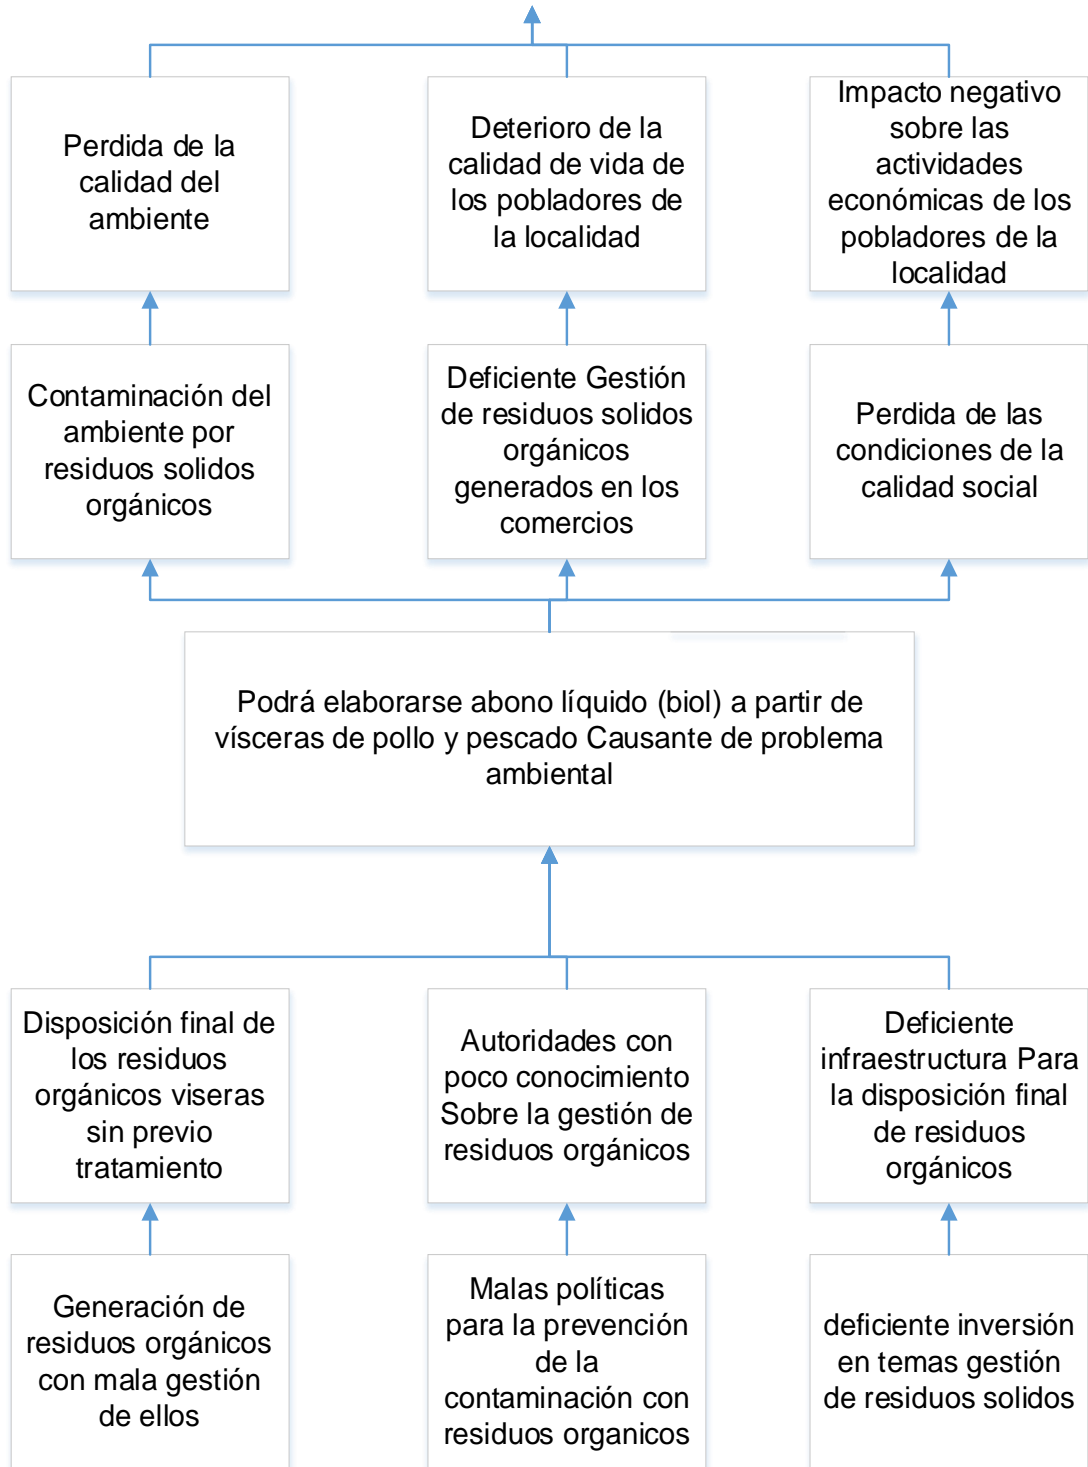 Perdida de la
calidad del
ambiente
Deterioro de la
calidad de vida de
los pobladores de
la localidad
Impacto negativo
sobre las
actividades
económicas de los
pobladores de la
localidad
Contaminación del
ambiente por
residuos solidos
orgánicos
Deficiente Gestión
de residuos solidos
orgánicos
generados en los
comercios
Perdida de las
condiciones de la
calidad social
Podrá elaborarse abono líquido (biol) a partir de
vísceras de pollo y pescado Causante de problema
ambiental
Disposición final de
los residuos
orgánicos viseras
sin previo
tratamiento
Autoridades con
poco conocimiento
Sobre la gestión de
residuos orgánicos
Deficiente
infraestructura Para
la disposición final
de residuos
orgánicos
Generación de
residuos orgánicos
con mala gestión
de ellos
Malas políticas
para la prevención
de la
contaminación con
residuos organicos
deficiente inversión
en temas gestión
de residuos solidos